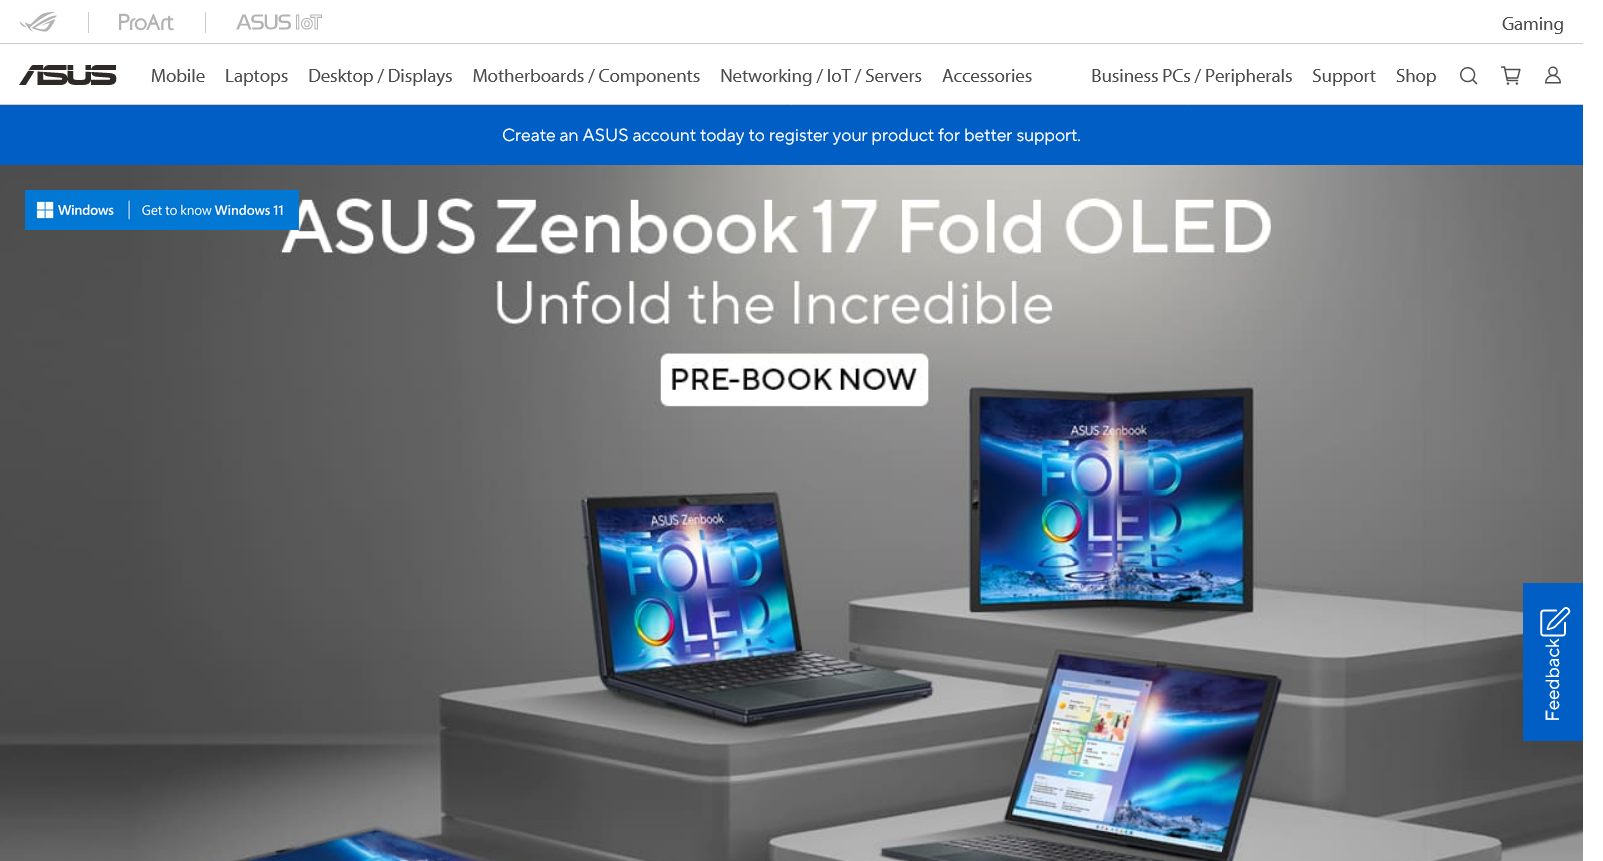 ProArt
ASUS IoT
Gaming
ASUS
Mobile
Laptops
Desktop / Displays
Motherboards / Components
Networking / IoT / Servers
Accessories
Business PCs / Peripherals
Support
Shop
Create an ASUS account today to register your product for better support.
Windows
Get to know Windows 11
ASUS Zenbook 17 Fold OLED
Unfold the Incredible
PRE-BOOK NOW
ASUS Zenbook
FOLD
OLED
ASUS Zenbook
FOLD
OLED
Feedback